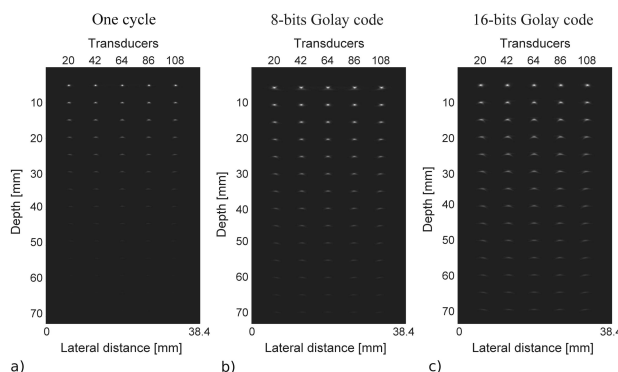 One cycle
Transducers
20 42 64 86 108
10
20
30
40
50
60
70
Depth [mm]
0 38.4
Lateral distance [mm]
a)
8-bits Golay code
Transducers
20 42 64 86 108
10
20
30
40
50
60
70
Depth [mm]
0 38.4
Lateral distance [mm]
b)
16-bits Golay code
Transducers
20 42 64 86 108
10
20
30
40
50
60
70
Depth [mm]
0 38.4
Lateral distance [mm]
c)